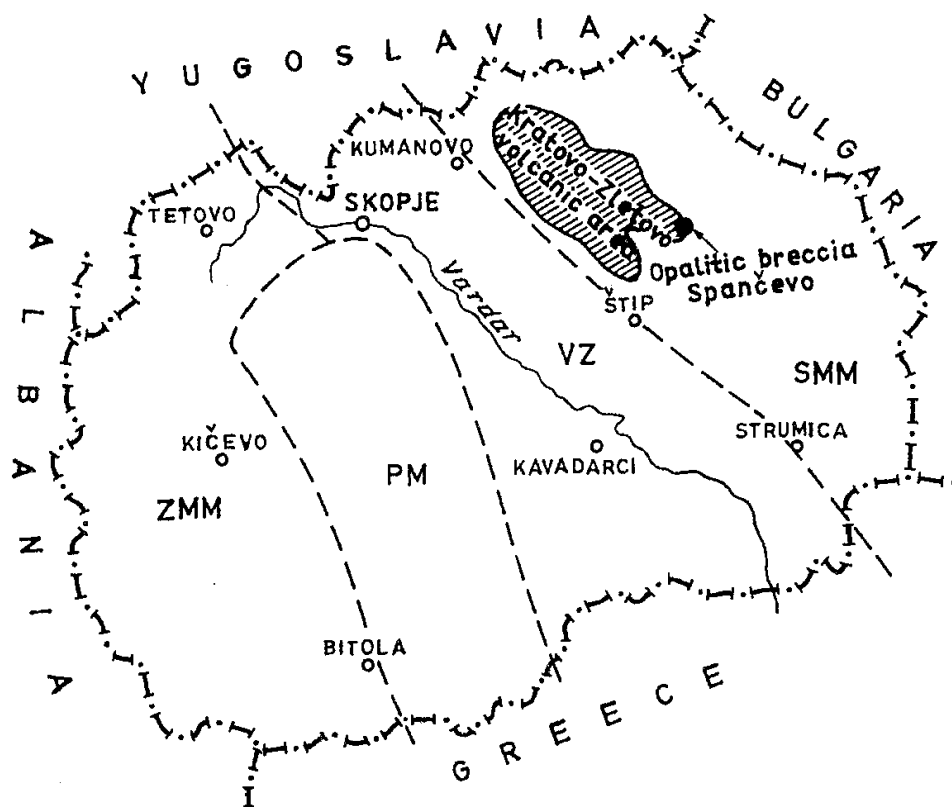 YUGOSLAVIA
BULGARIA
KUMANOVO
Kratovo-Zletovo
volcanic area
TETOVO
SKOPJE
ALBANIA
Opalitic breccia
Spančevo
Vardar
ŠTIP
VZ
SMM
KIČEVO
STRUMICA
KAVADARCI
PM
ZMM
BITOLA
GREECE